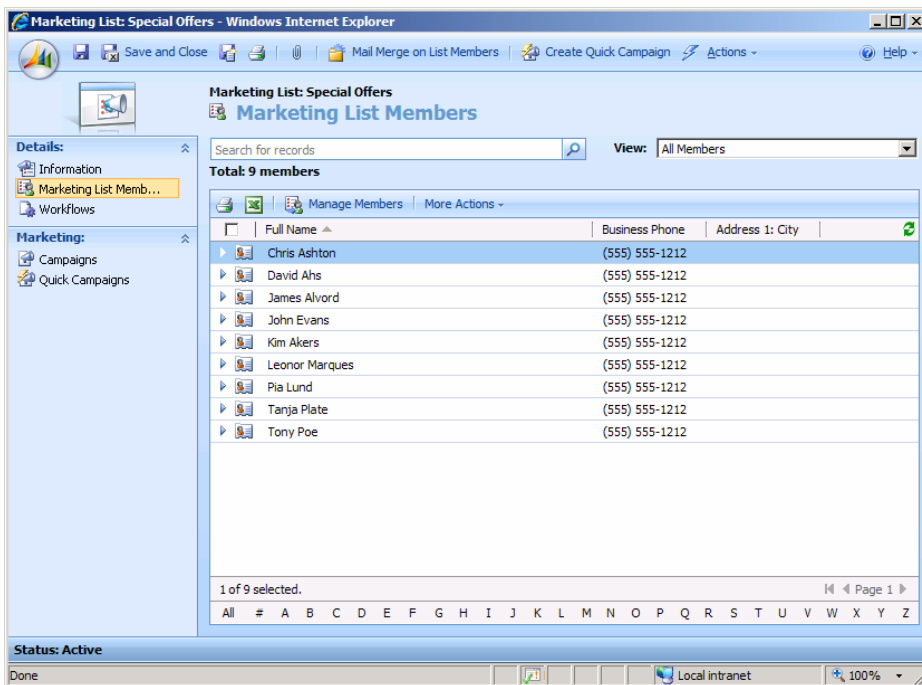 Marketing List: Special Offers - Windows Internet Explorer
Save and Close Mail Merge on List Members Create Quick Campaign Actions Help
Marketing List: Special Offers
Marketing List Members
Details:
Information
Marketing List Memb...
Workflows
Marketing:
Campaigns
Quick Campaigns
Search for records View: All Members
Total: 9 members
Manage Members More Actions
Full Name Business Phone Address 1: City
Chris Ashton (555) 555-1212
David Ahs (555) 555-1212
James Alvord (555) 555-1212
John Evans (555) 555-1212
Kim Akers (555) 555-1212
Leonor Marques (555) 555-1212
Pia Lund (555) 555-1212
Tanja Plate (555) 555-1212
Tony Poe (555) 555-1212
1 of 9 selected. Page 1
All # A B C D E F G H I J K L M N O P Q R S T U V W X Y Z
Status: Active
Done Local intranet 100%